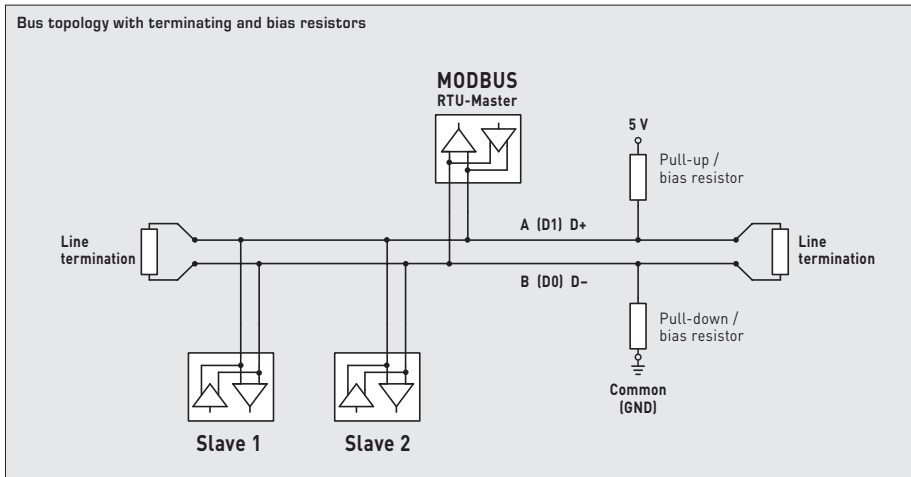 Bus topology with terminating and bias resistors
MODBUS
RTU-Master
5 V
Pull-up /
bias resistor
A (D1) D+
Line
termination
Line
termination
B (D0) D–
Pull-down /
bias resistor
Common
(GND)
Slave 1
Slave 2